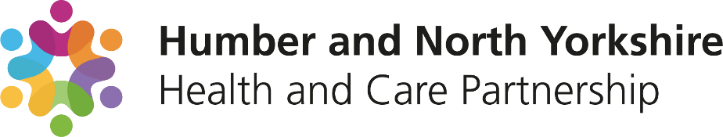 Humber and North Yorkshire
Health and Care Partnership